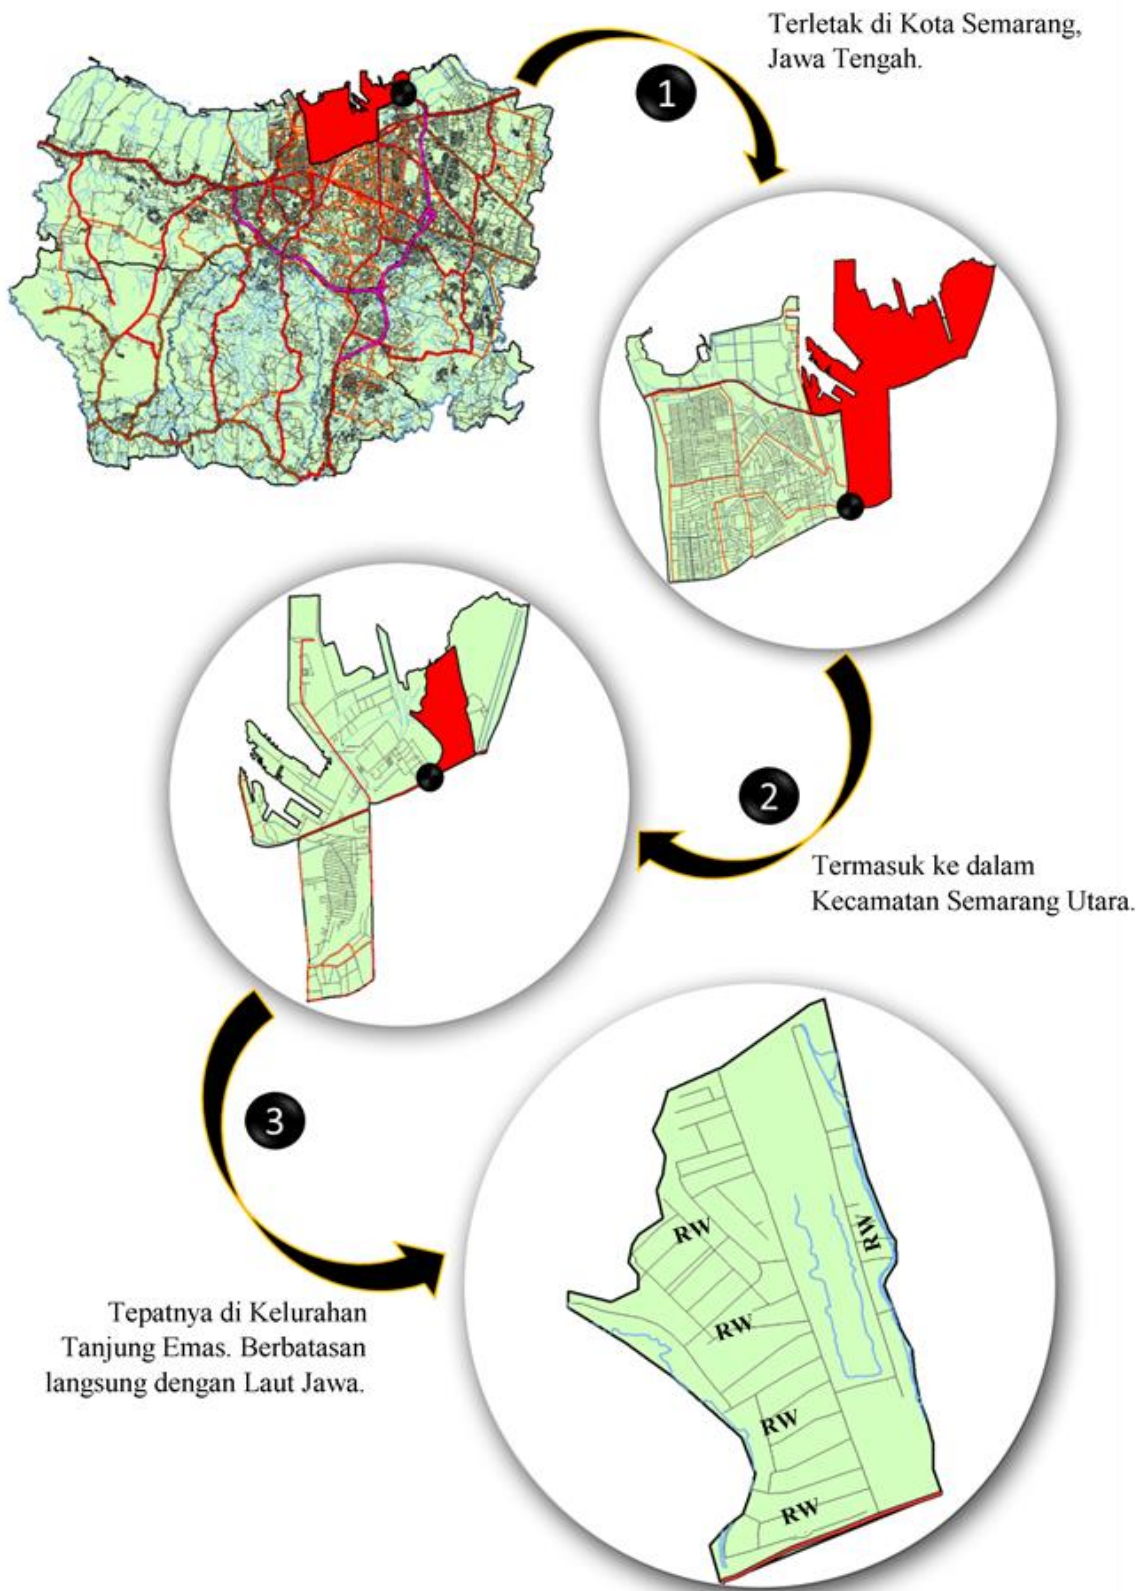 Terletak di Kota Semarang,
Jawa Tengah.
1
2
Termasuk ke dalam
Kecamatan Semarang Utara.
3
Tepatnya di Kelurahan
Tanjung Emas. Berbatasan
langsung dengan Laut Jawa.
RW
RW
RW
RW
RW